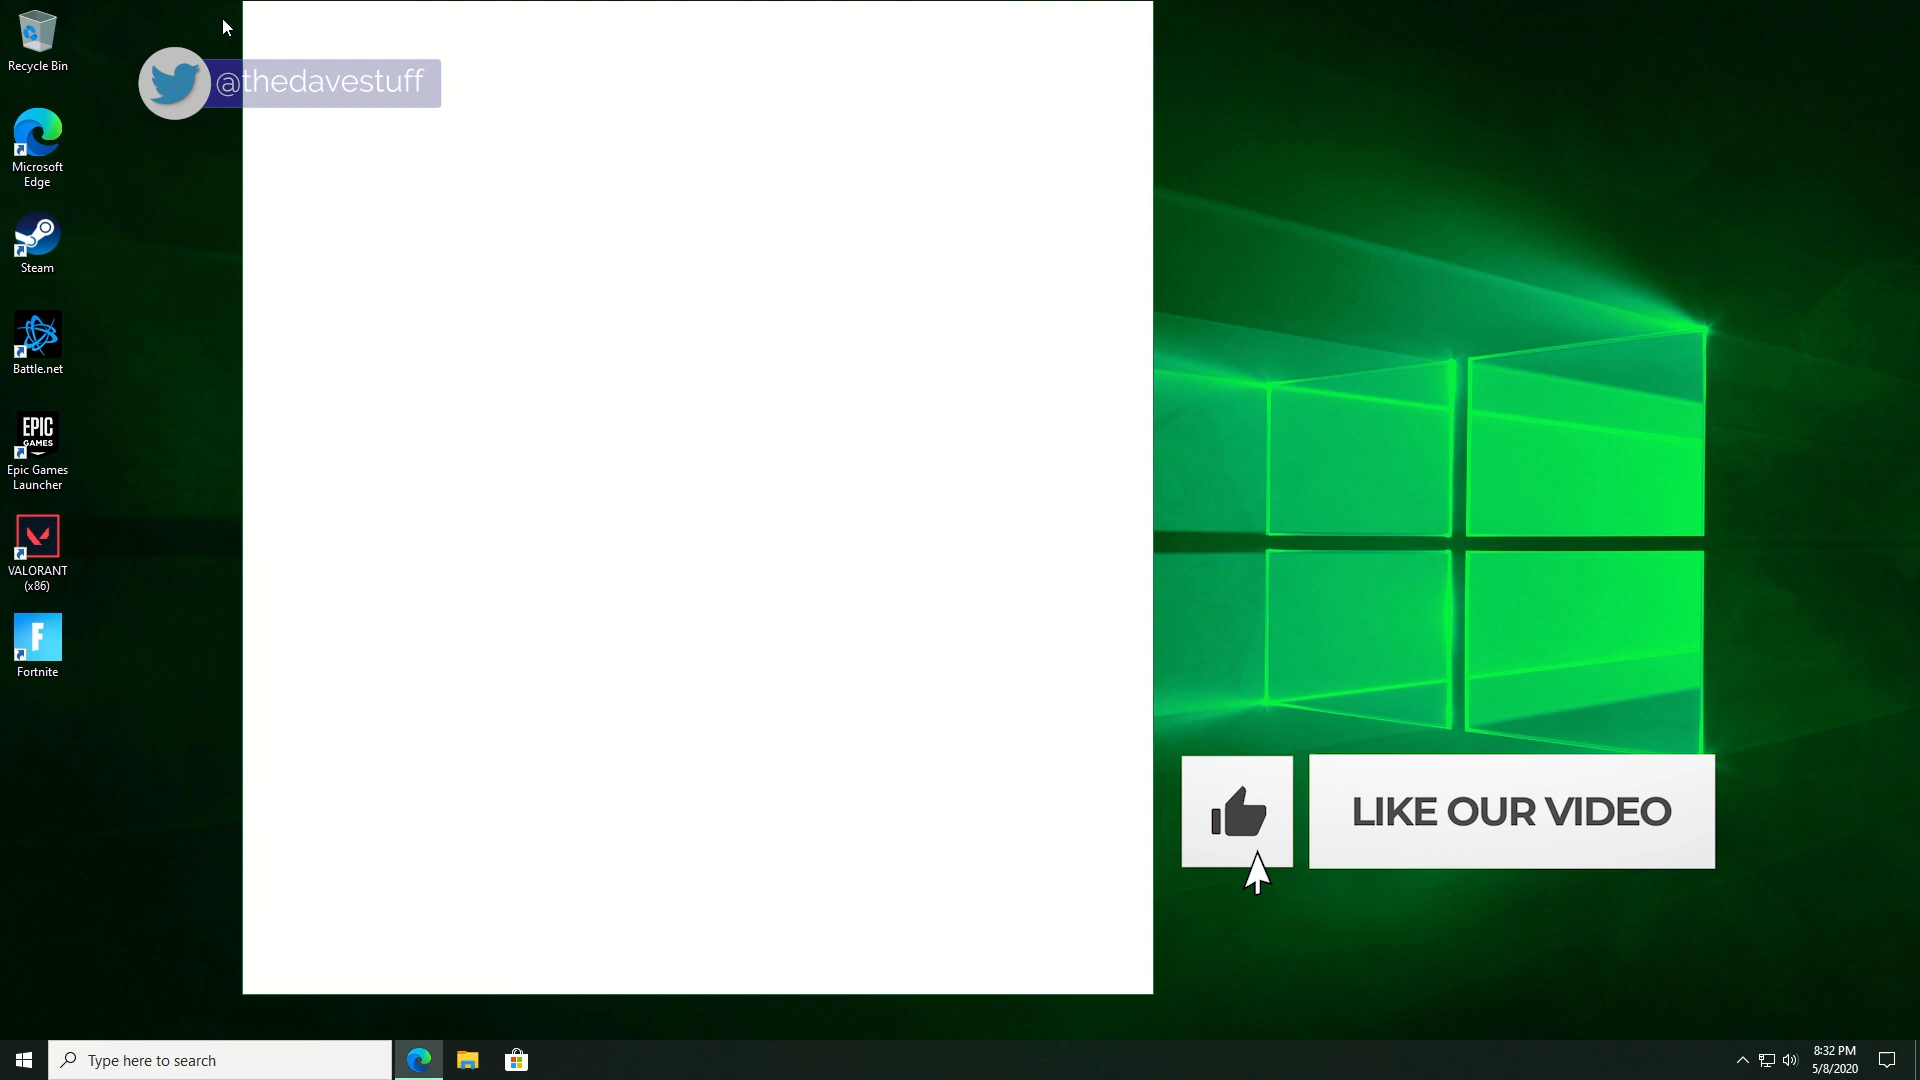 Recycle Bin
@thedavestuff
Microsoft
Edge
Steam
Battle.net
EPIC
GAMES
Epic Games
Launcher
VALORANT
(x86)
F
Fortnite
LIKE OUR VIDEO
Type here to search
8:32 PM
5/8/2020